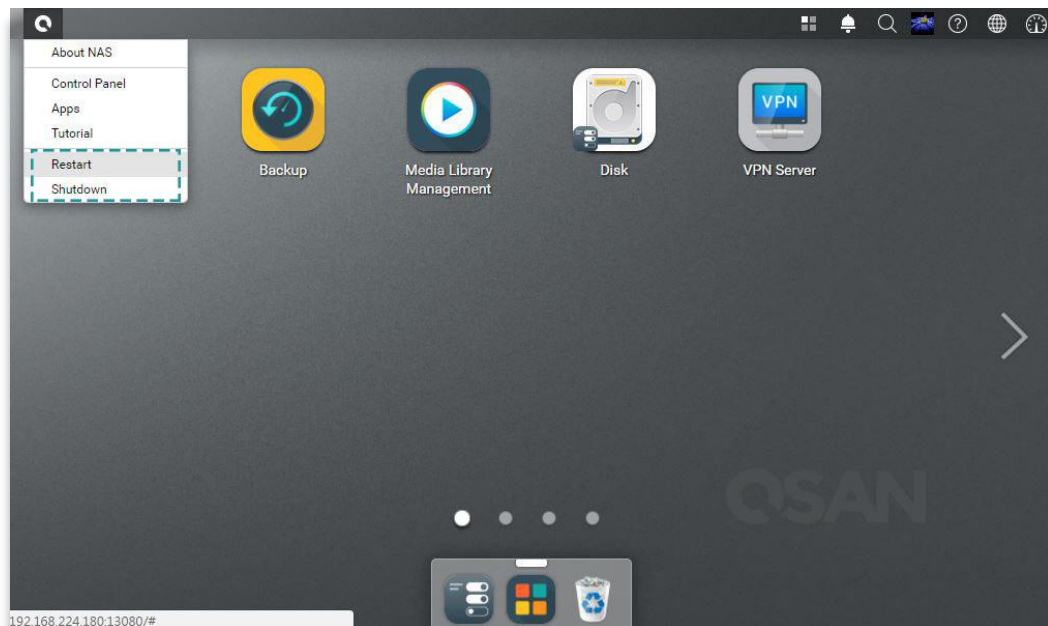 About NAS
Control Panel
Apps
Tutorial
Restart
Shutdown
Backup
Media Library
Management
Disk
VPN
VPN Server
QSAN
192.168.224.180:13080/#